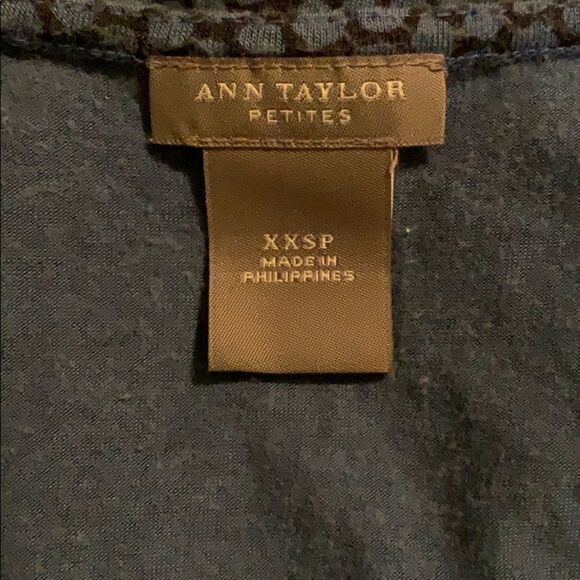 ANN TAYLOR
PETITES
XXSP
MADE IN
PHILIPPINES